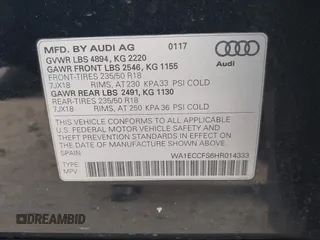 MFD. BY AUDI AG 0117
GVWR LBS 4894, KG 2220
GAWR FRONT LBS 2546, KG 1155
FRONT-TIRES 235/50 R18
7JX18 RIMS, AT 230 KPA33 PSI COLD
GAWR REAR LBS 2491, KG 1130
REAR-TIRES 235/50 R18
7JX18 RIMS, AT 250 KPA 36 PSI COLD
Audi
THIS VEHICLE CONFORMS TO ALL APPLICABLE
FEDERAL MOTOR VEHICLE SAFETY BUMPER AND
THEFT PREVENTION STANDARDS IN EFFECT ON
THE DATE OF MANUFACTURE SHOWN ABOVE.
SPAIN WA1ECCFS6HR014333
TYPE
MPV
DREAMBID